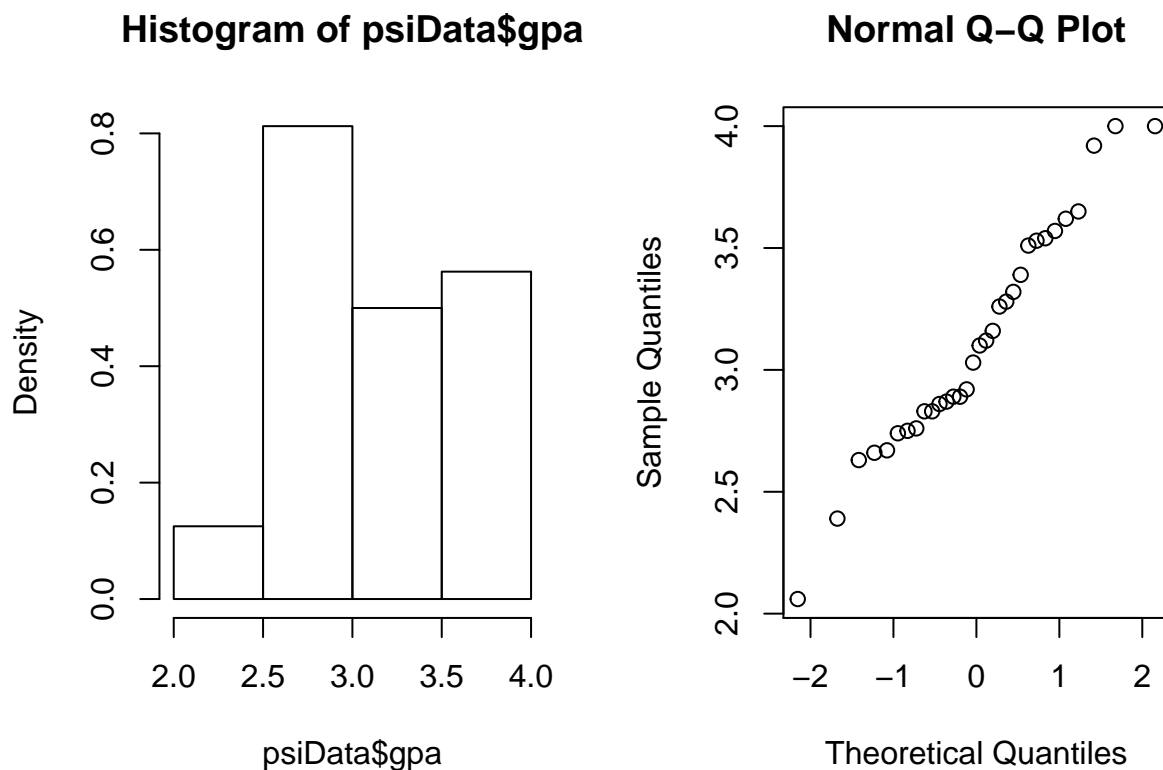 Histogram of psiData$gpa
Density
0.0
0.2
0.4
0.6
0.8
2.0 2.5 3.0 3.5 4.0
psiData$gpa
Normal Q−Q Plot
Sample Quantiles
2.0
2.5
3.0
3.5
4.0
−2 −1 0 1 2
Theoretical Quantiles